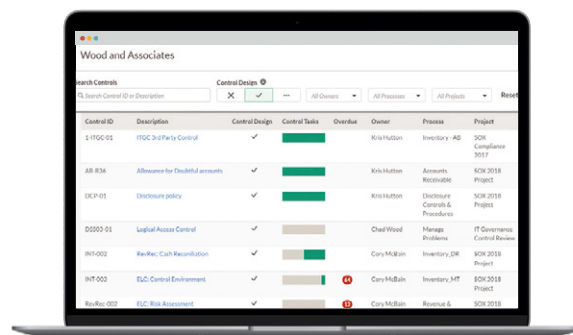 Wood and Associates
Search Controls Control Design
Search Control ID or Description All Owners All Processes All Projects Reset
Control ID Description Control Design Control Tasks Overdue Owner Process Project
1-ITGC-01 ITGC 3rd Party Control Kris Hutton Inventory - AB SOX
Compliance
2017
AR-R36 Allowance for Doubtful accounts Kris Hutton Accounts SOX 2018
Receivable Project
DCP-01 Disclosure policy Kris Hutton Disclosure SOX 2018
Controls & Project
Procedures
DSS03-01 Logical Access Control Chad Wood Manage IT Governance
Problems Control Review
INT-002 RevRec: Cash Reconciliation Cory McBain Inventory_DR SOX 2018
Project
INT-002 ELC: Control Environment 64 Cory McBain Inventory_MT SOX 2018
Project
RevRec-002 ELC: Risk Assessment 13 Cory McBain Revenue & SOX 2018